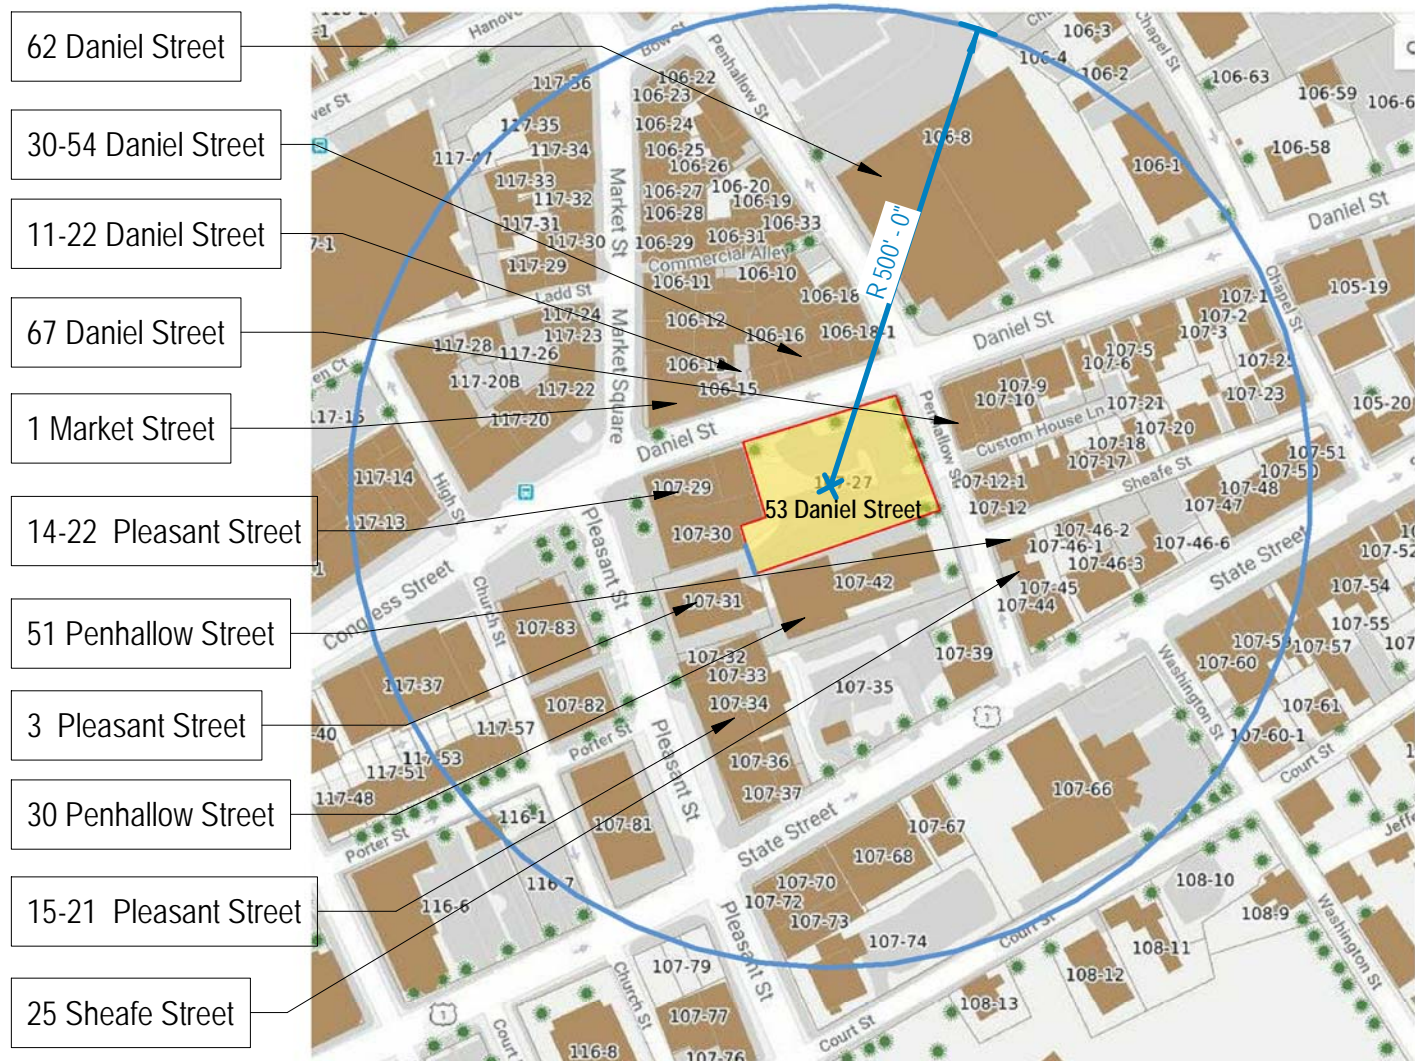 62 Daniel Street
30-54 Daniel Street
11-22 Daniel Street
67 Daniel Street
1 Market Street
14-22 Pleasant Street
51 Penhallow Street
3 Pleasant Street
30 Penhallow Street
15-21 Pleasant Street
25 Sheafe Street
R 500' - 0"
53 Daniel Street
Bow St
Penhallow St
Chapel St
Market St
Market Square
Commercial Alley
Ladd St
Daniel St
Daniel St
Daniel St
Chapel St
Penhallow St
Custom House Ln
Sheafe St
State Street
High St
Congress Street
Church St
Pleasant St
Porter St
Pleasant St
Porter St
State Street
Washington St
Court St
Washington St
Court St
Pleasant St
Church St
Court St
106-3
106-4
106-2
106-63
106-59
106-58
106-8
106-1
106-22
106-23
106-24
106-25
106-26
106-27
106-20
106-19
106-28
106-33
106-29
106-31
106-10
106-11
106-18
106-12
106-16
106-18-1
106-15
117-36
117-35
117-34
117-47
117-33
117-32
117-31
117-30
117-29
117-24
117-23
117-28
117-26
117-20B
117-22
117-20
117-14
117-13
105-19
105-20
107-2
107-3
107-5
107-6
107-9
107-10
107-23
107-21
107-20
107-18
107-17
107-51
107-50
107-48
107-47
107-12-1
107-12
107-46-2
107-46-1
107-46-6
107-46-3
107-45
107-44
107-54
107-55
107-57
107-60
107-61
107-60-1
107-29
107-30
107-31
107-42
107-32
107-33
107-34
107-35
107-39
107-36
107-37
107-83
107-82
107-81
117-37
117-57
117-53
117-51
117-48
116-1
116-7
116-6
116-8
107-66
107-67
107-68
107-70
107-72
107-73
107-74
107-79
107-77
107-76
108-10
108-9
108-11
108-12
108-13
1
1